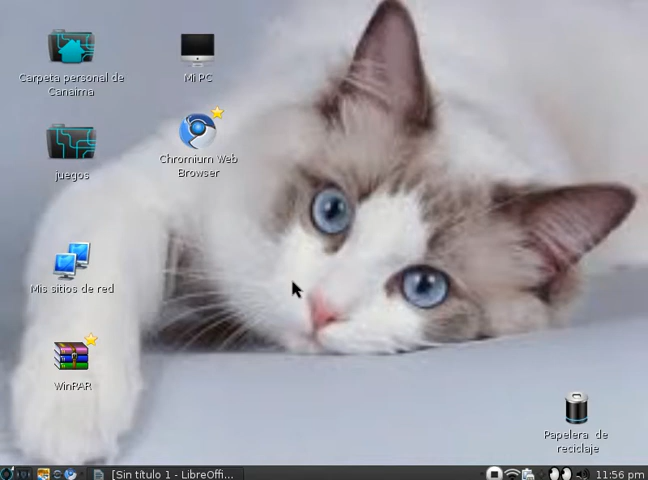 Carpeta personal de
Canaima
Mi PC
juegos
Chromium Web
Browser
Mis sitios de red
WinPAR
Papelera de
reciclaje
[Sin título 1 - LibreOffi...
11:56 pm